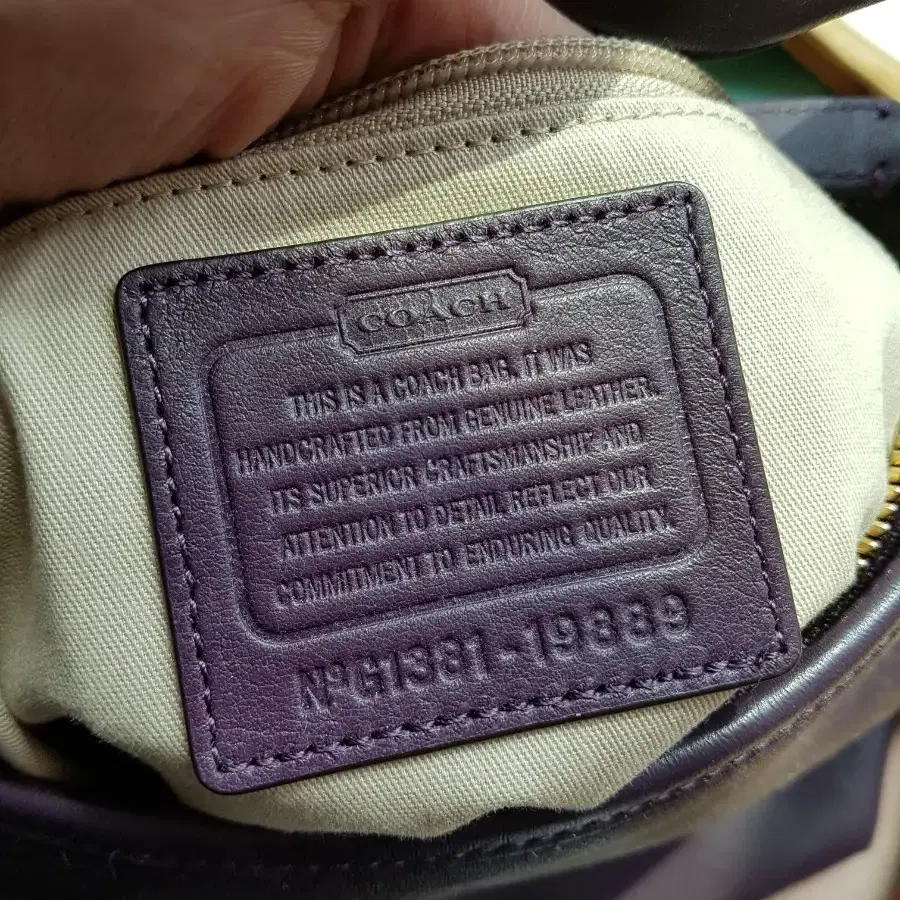 COACH
THIS IS A COACH BAG. IT WAS
HANDCRAFTED FROM GENUINE LEATHER.
ITS SUPERIOR CRAFTSMANSHIP AND
ATTENTION TO DETAIL REFLECT OUR
COMMITMENT TO ENDURING QUALITY.
NºG1381-19889